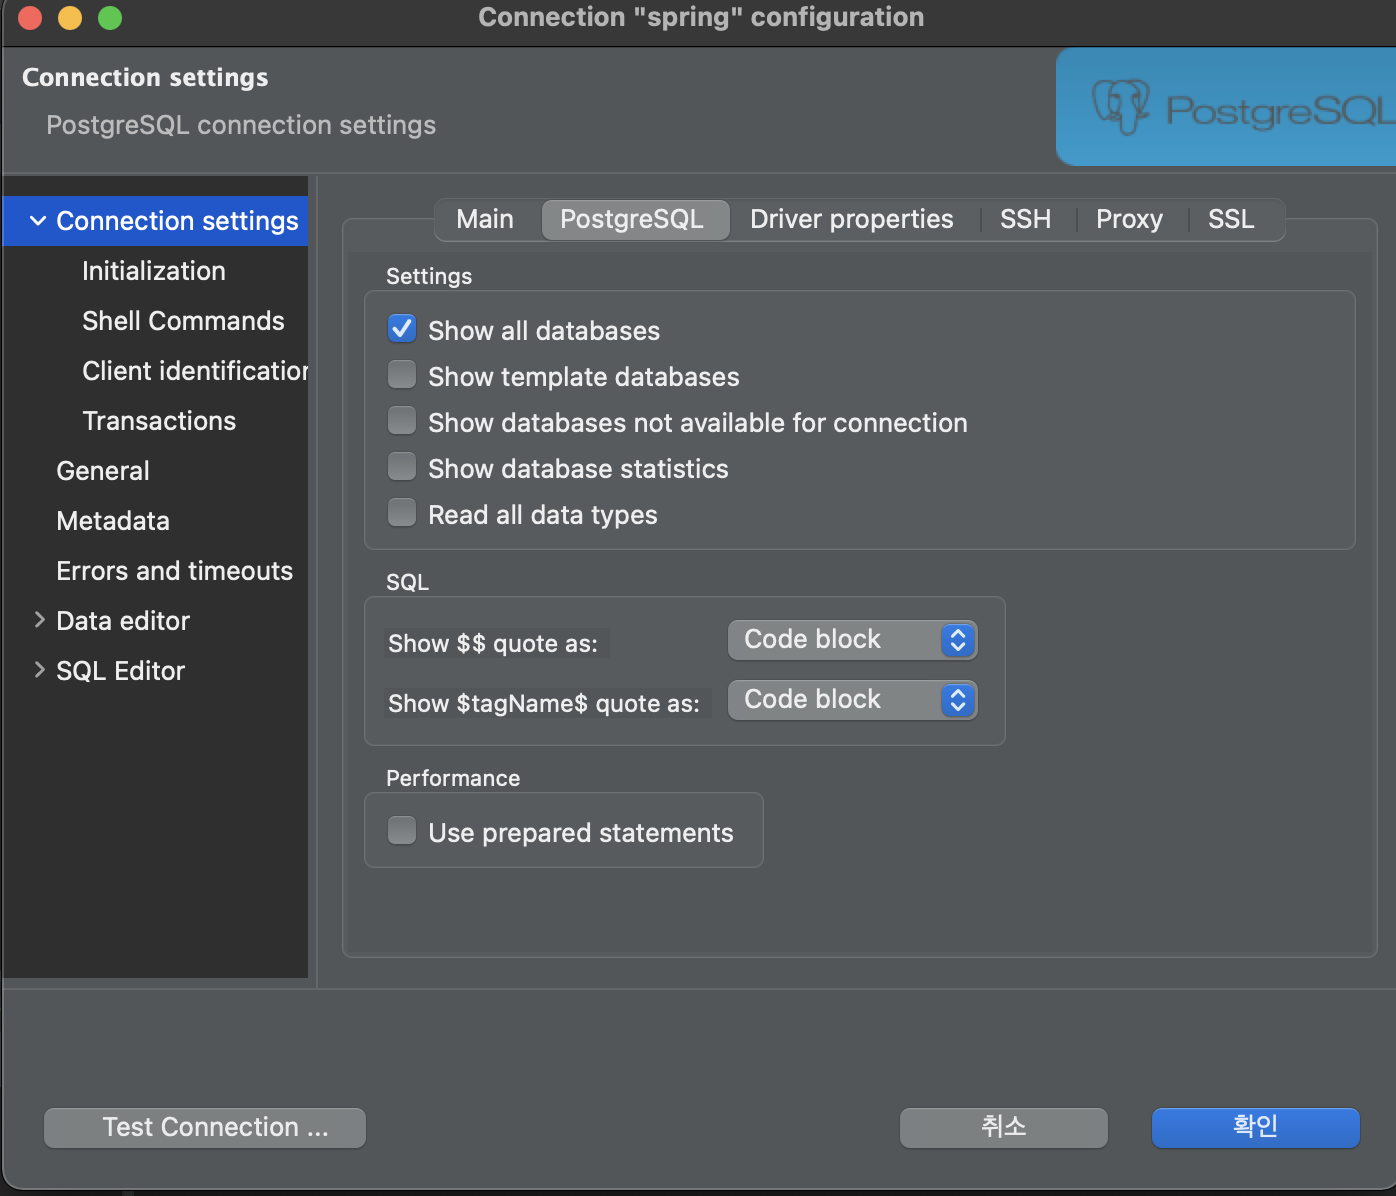 Connection "spring" configuration
Connection settings
PostgreSQL connection settings
PostgreSQL
Connection settings
Initialization
Shell Commands
Client identification
Transactions
General
Metadata
Errors and timeouts
Data editor
SQL Editor
Main PostgreSQL Driver properties SSH Proxy SSL
Settings
Show all databases
Show template databases
Show databases not available for connection
Show database statistics
Read all data types
SQL
Show $$ quote as: Code block
Show $tagName$ quote as: Code block
Performance
Use prepared statements
Test Connection ... 취소 확인